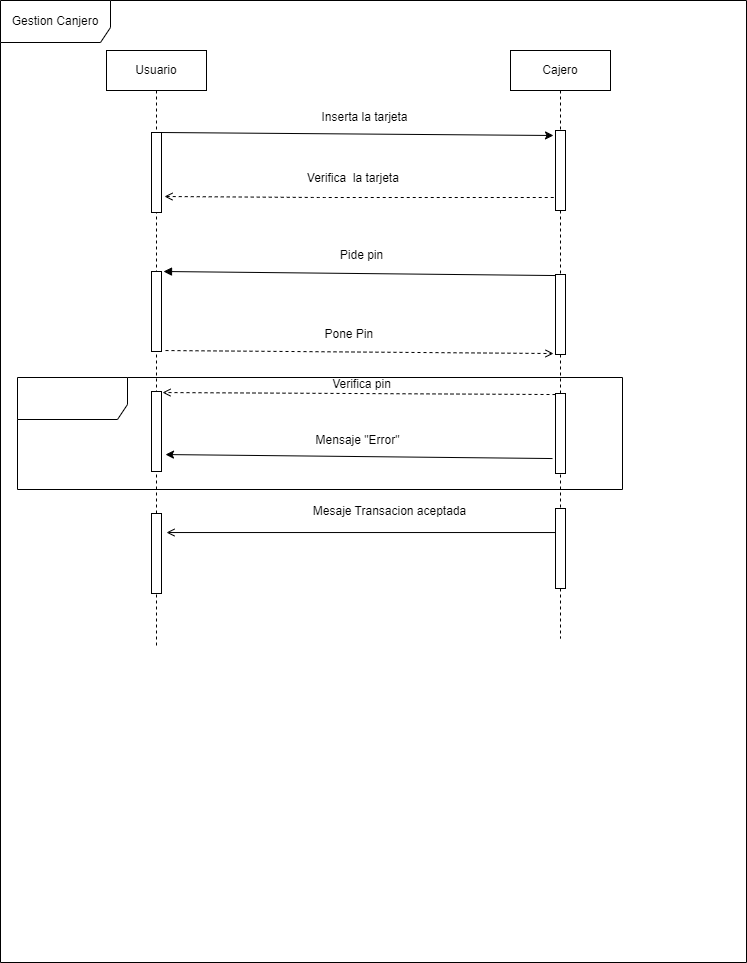 Gestion Canjero
Usuario
Cajero
Inserta la tarjeta
Verifica  la tarjeta
Pide pin
Pone Pin
Verifica pin
Mensaje "Error"
Mesaje Transacion aceptada